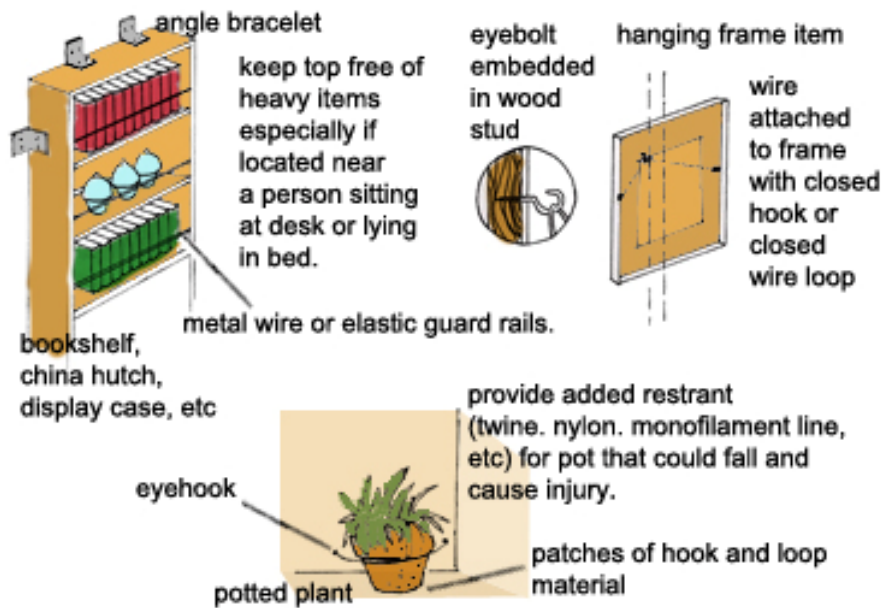 angle bracelet
keep top free of
heavy items
especially if
located near
a person sitting
at desk or lying
in bed.
metal wire or elastic guard rails.
bookshelf,
china hutch,
display case, etc
eyebolt
embedded
in wood
stud
hanging frame item
wire
attached
to frame
with closed
hook or
closed
wire loop
provide added restrant
(twine. nylon. monofilament line,
etc) for pot that could fall and
cause injury.
eyehook
potted plant
patches of hook and loop
material